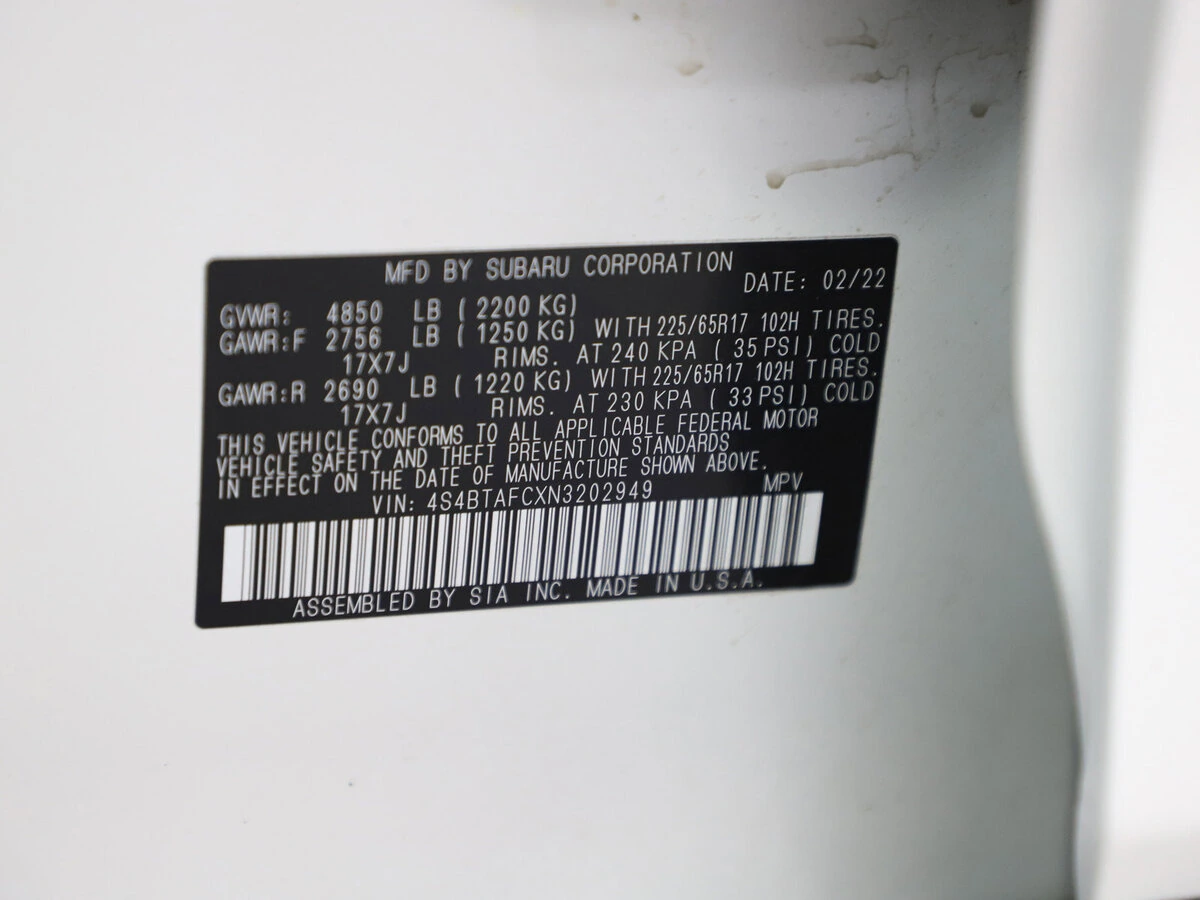 MFD BY SUBARU CORPORATION
DATE: 02/22
GVWR: 4850 LB ( 2200 KG)
GAWR:F 2756 LB ( 1250 KG) WITH 225/65R17 102H TIRES.
17X7J RIMS. AT 240 KPA ( 35 PSI) COLD
GAWR:R 2690 LB ( 1220 KG) WITH 225/65R17 102H TIRES.
17X7J RIMS. AT 230 KPA ( 33 PSI) COLD
THIS VEHICLE CONFORMS TO ALL APPLICABLE FEDERAL MOTOR
VEHICLE SAFETY AND THEFT PREVENTION STANDARDS
IN EFFECT ON THE DATE OF MANUFACTURE SHOWN ABOVE.
VIN: 4S4BTAFCXN3202949 MPV
ASSEMBLED BY SIA INC. MADE IN U.S.A.